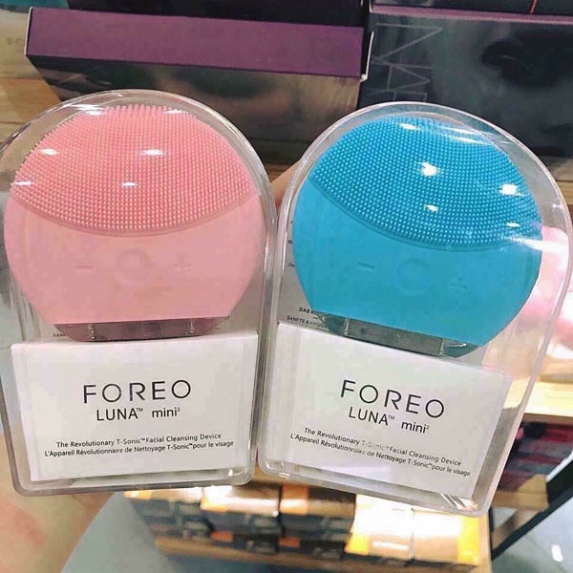 FOREO
LUNA™ mini²
The Revolutionary T-Sonic™ Facial Cleansing Device
L'Appareil Révolutionnaire de Nettoyage T-Sonic™ pour le visage
FOREO
LUNA™ mini²
The Revolutionary T-Sonic™ Facial Cleansing Device
L'Appareil Révolutionnaire de Nettoyage T-Sonic™ pour le visage